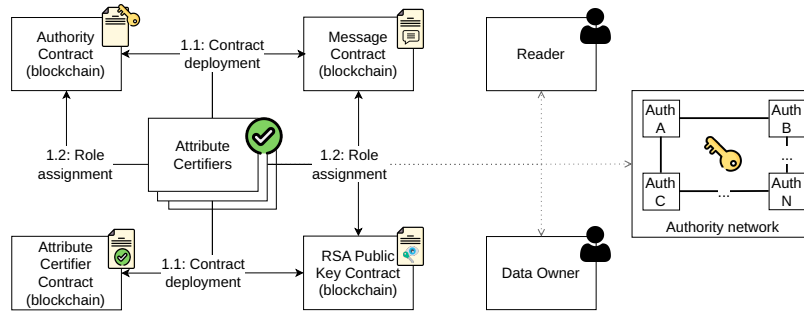 Authority
Contract
(blockchain)
1.1: Contract
deployment
Message
Contract
(blockchain)
Reader
Auth
A
Auth
B
...
Auth
C
...
Auth
N
Authority network
1.2: Role
assignment
Attribute
Certifiers
1.2: Role
assignment
Attribute
Certifier
Contract
(blockchain)
1.1: Contract
deployment
RSA Public
Key Contract
(blockchain)
Data Owner